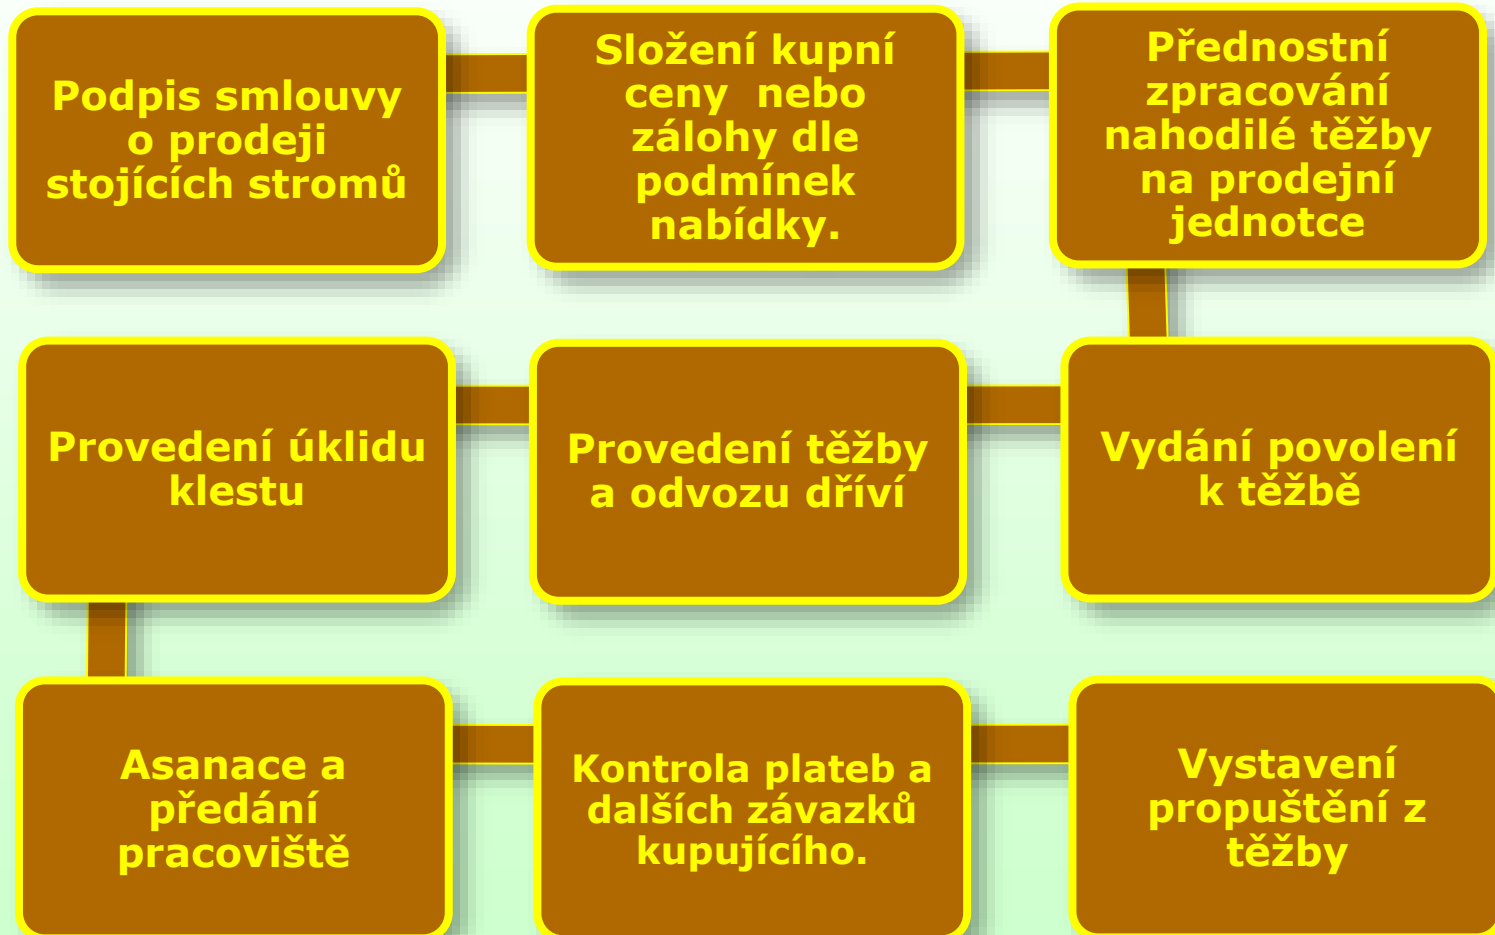 Podpis smlouvy
o prodeji
stojících stromů
Složení kupní
ceny  nebo
zálohy dle
podmínek
nabídky.
Přednostní
zpracování
nahodilé těžby
na prodejní
jednotce
Vydání povolení
k těžbě
Provedení těžby
a odvozu dříví
Provedení úklidu
klestu
Asanace a
předání
pracoviště
Kontrola plateb a
dalších závazků
kupujícího.
Vystavení
propuštění z
těžby